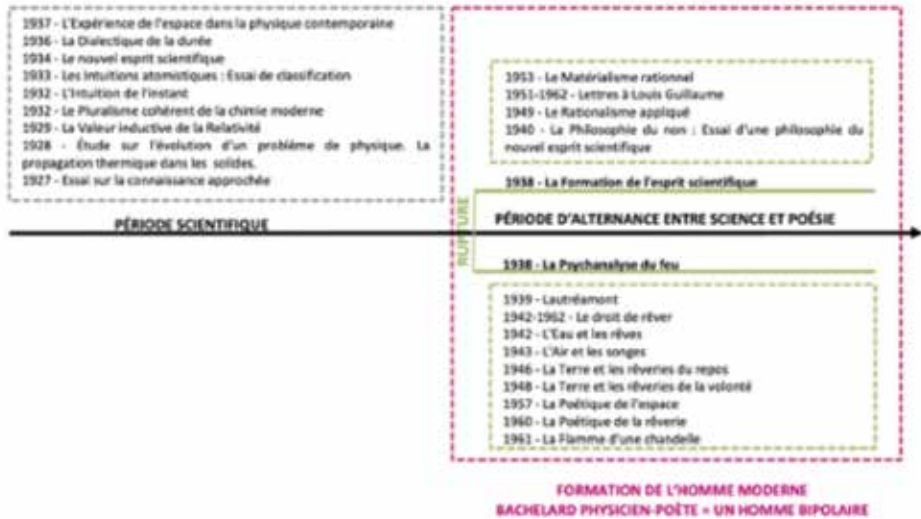 1937 - L'Expérience de l'espace dans la physique contemporaine
1936 - La Dialectique de la durée
1934 - Le nouvel esprit scientifique
1933 - Les Intuitions atomistiques : Essai de classification
1932 - L'Intuition de l'instant
1932 - Le Pluralisme cohérent de la chimie moderne
1929 - La Valeur inductive de la Relativité
1928 - Étude sur l'évolution d'un problème de physique. La
propagation thermique dans les solides.
1927 - Essai sur la connaissance approchée
PÉRIODE SCIENTIFIQUE
RUPTURE
1953 - Le Matérialisme rationnel
1951-1962 - Lettres à Louis Guillaume
1949 - Le Rationalisme appliqué
1940 - La Philosophie du non : Essai d'une philosophie du
nouvel esprit scientifique
1938 - La Formation de l'esprit scientifique
PÉRIODE D'ALTERNANCE ENTRE SCIENCE ET POÉSIE
1938 - La Psychanalyse du feu
1939 - Lautréamont
1942-1962 - Le droit de rêver
1942 - L'Eau et les rêves
1943 - L'Air et les songes
1946 - La Terre et les rêveries du repos
1948 - La Terre et les rêveries de la volonté
1957 - La Poétique de l'espace
1960 - La Poétique de la rêverie
1961 - La Flamme d'une chandelle
FORMATION DE L'HOMME MODERNE
BACHELARD PHYSICIEN-POÈTE = UN HOMME BIPOLAIRE